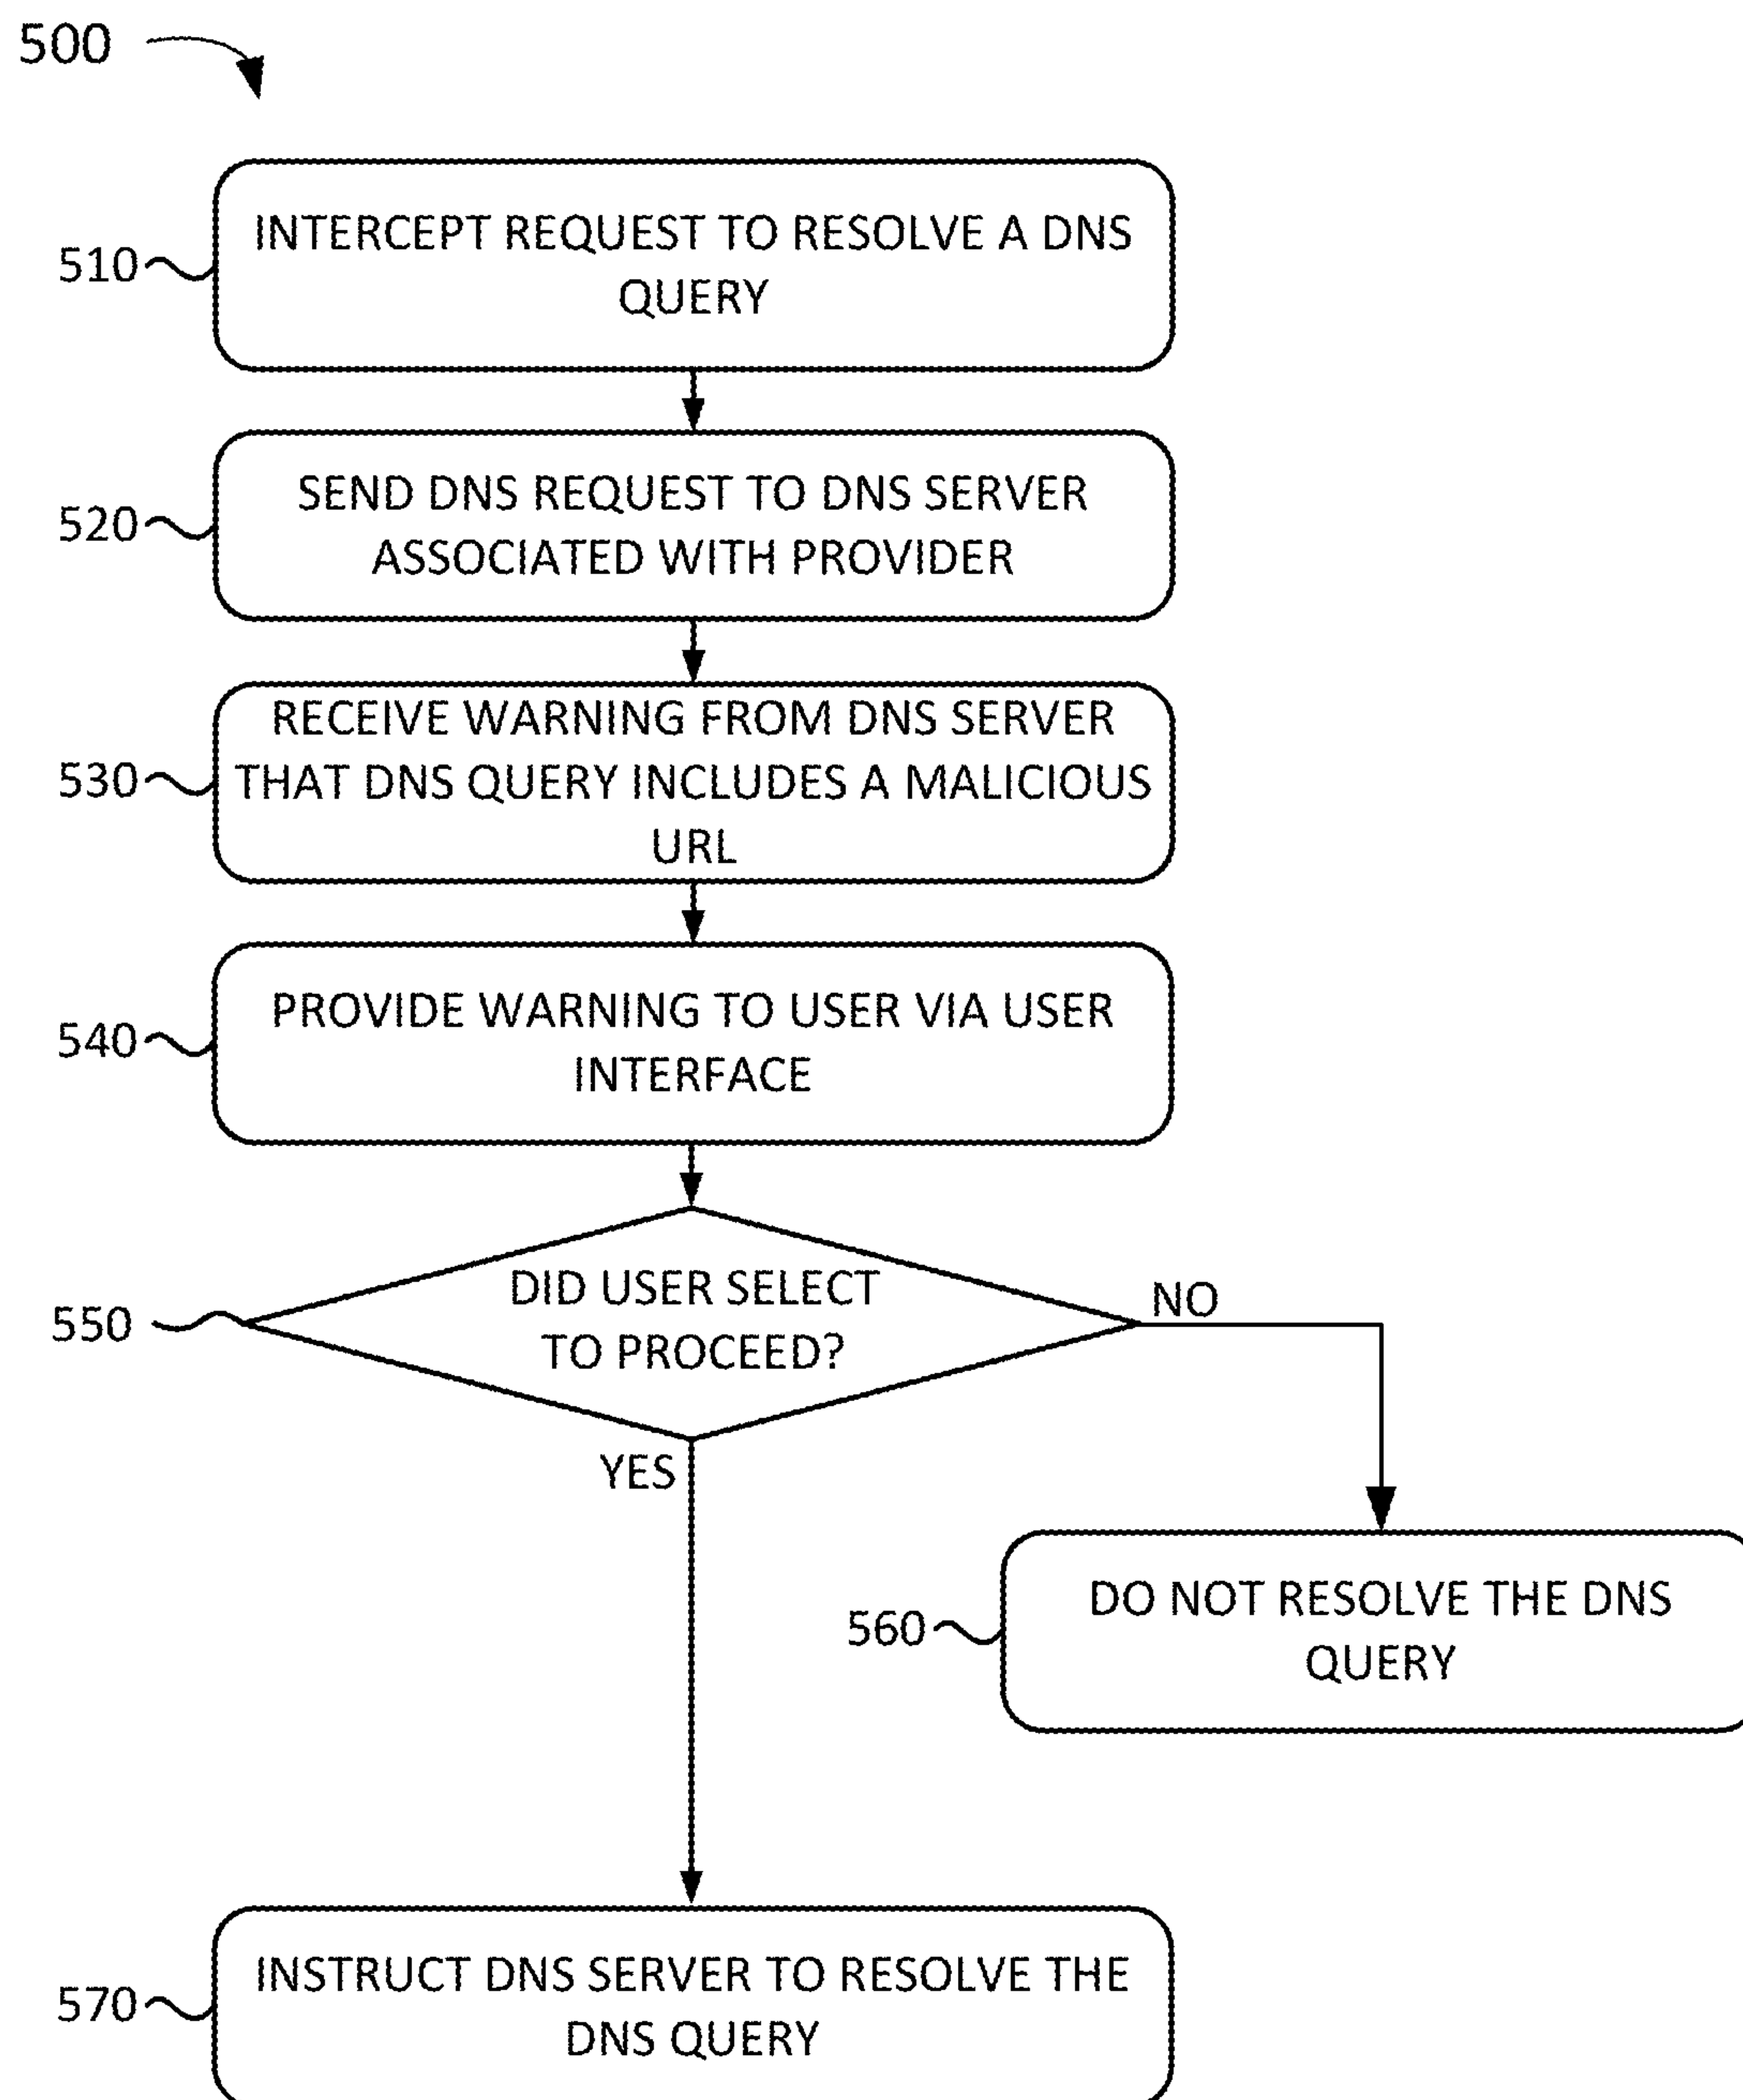 500
510
INTERCEPT REQUEST TO RESOLVE A DNS
QUERY
520
SEND DNS REQUEST TO DNS SERVER
ASSOCIATED WITH PROVIDER
530
RECEIVE WARNING FROM DNS SERVER
THAT DNS QUERY INCLUDES A MALICIOUS
URL
540
PROVIDE WARNING TO USER VIA USER
INTERFACE
550
DID USER SELECT
TO PROCEED?
NO
YES
560
DO NOT RESOLVE THE DNS
QUERY
570
INSTRUCT DNS SERVER TO RESOLVE THE
DNS QUERY